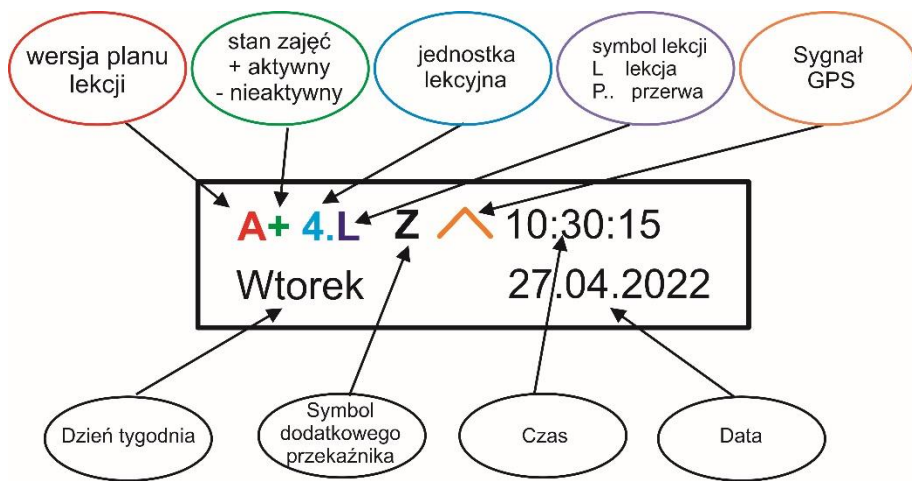 wersja planu
lekcji
stan zajęć
+ aktywny
- nieaktywny
jednostka
lekcyjna
symbol lekcji
L lekcja
P.. przerwa
Sygnał
GPS
A+ 4.L Z 10:30:15
Wtorek 27.04.2022
Dzień tygodnia
Symbol
dodatkowego
przekaźnika
Czas
Data